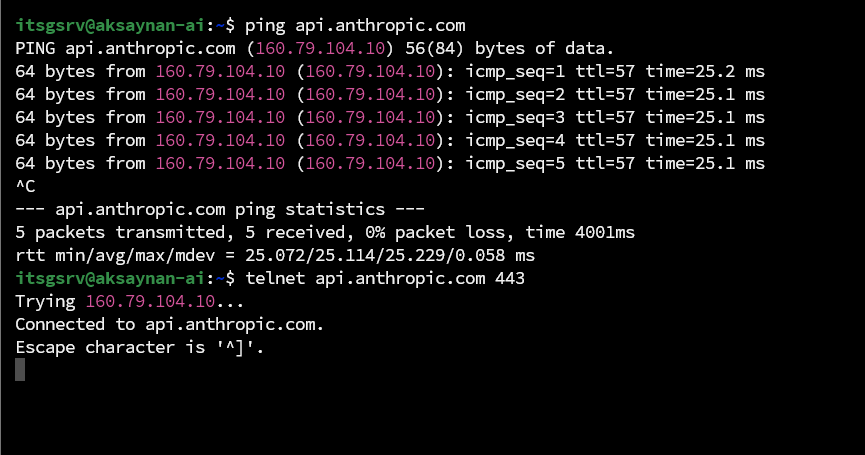 itsgsrv@aksaynan-ai:~$ ping api.anthropic.com
PING api.anthropic.com (160.79.104.10) 56(84) bytes of data.
64 bytes from 160.79.104.10 (160.79.104.10): icmp_seq=1 ttl=57 time=25.2 ms
64 bytes from 160.79.104.10 (160.79.104.10): icmp_seq=2 ttl=57 time=25.1 ms
64 bytes from 160.79.104.10 (160.79.104.10): icmp_seq=3 ttl=57 time=25.1 ms
64 bytes from 160.79.104.10 (160.79.104.10): icmp_seq=4 ttl=57 time=25.1 ms
64 bytes from 160.79.104.10 (160.79.104.10): icmp_seq=5 ttl=57 time=25.1 ms
^C
--- api.anthropic.com ping statistics ---
5 packets transmitted, 5 received, 0% packet loss, time 4001ms
rtt min/avg/max/mdev = 25.072/25.114/25.229/0.058 ms
itsgsrv@aksaynan-ai:~$ telnet api.anthropic.com 443
Trying 160.79.104.10...
Connected to api.anthropic.com.
Escape character is '^]'.